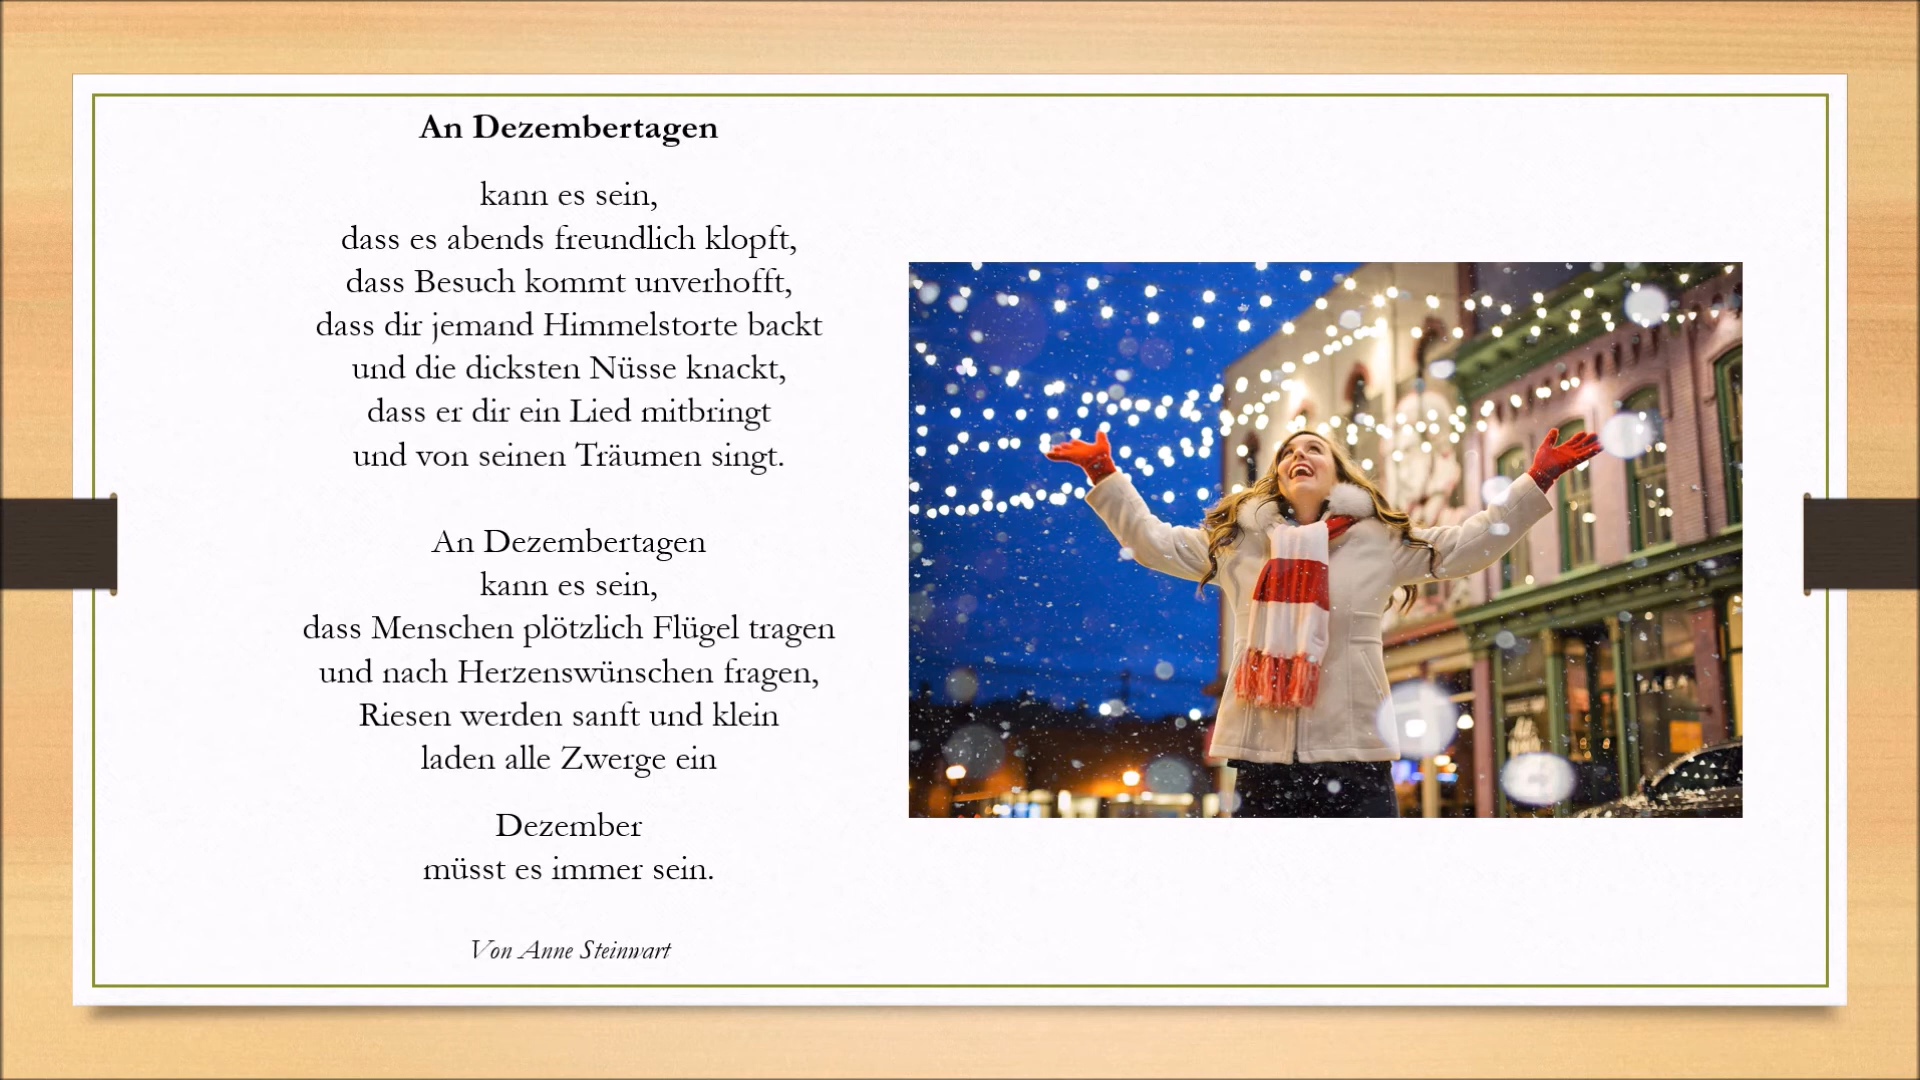 An Dezembertagen
kann es sein,
dass es abends freundlich klopft,
dass Besuch kommt unverhofft,
dass dir jemand Himmelstorte backt
und die dicksten Nüsse knackt,
dass er dir ein Lied mitbringt
und von seinen Träumen singt.
An Dezembertagen
kann es sein,
dass Menschen plötzlich Flügel tragen
und nach Herzenswünschen fragen,
Riesen werden sanft und klein
laden alle Zwerge ein
Dezember
müsst es immer sein.
Von Anne Steinwart